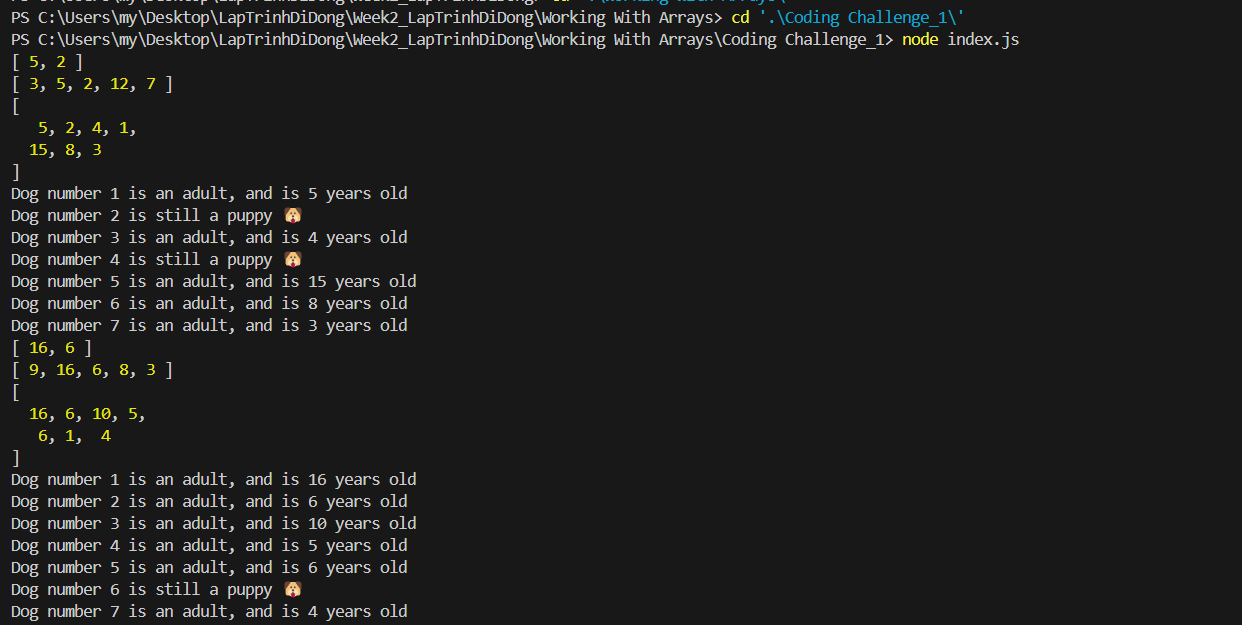 PS C:\Users\my\Desktop\LapTrinhDiDong\Week2_LapTrinhDiDong\Working With Arrays> cd '.\Coding Challenge_1\'
PS C:\Users\my\Desktop\LapTrinhDiDong\Week2_LapTrinhDiDong\Working With Arrays\Coding Challenge_1> node index.js
[ 5, 2 ]
[ 3, 5, 2, 12, 7 ]
[
   5, 2, 4, 1,
  15, 8, 3
]
Dog number 1 is an adult, and is 5 years old
Dog number 2 is still a puppy 🐶
Dog number 3 is an adult, and is 4 years old
Dog number 4 is still a puppy 🐶
Dog number 5 is an adult, and is 15 years old
Dog number 6 is an adult, and is 8 years old
Dog number 7 is an adult, and is 3 years old
[ 16, 6 ]
[ 9, 16, 6, 8, 3 ]
[
  16, 6, 10, 5,
   6, 1,  4
]
Dog number 1 is an adult, and is 16 years old
Dog number 2 is an adult, and is 6 years old
Dog number 3 is an adult, and is 10 years old
Dog number 4 is an adult, and is 5 years old
Dog number 5 is an adult, and is 6 years old
Dog number 6 is still a puppy 🐶
Dog number 7 is an adult, and is 4 years old